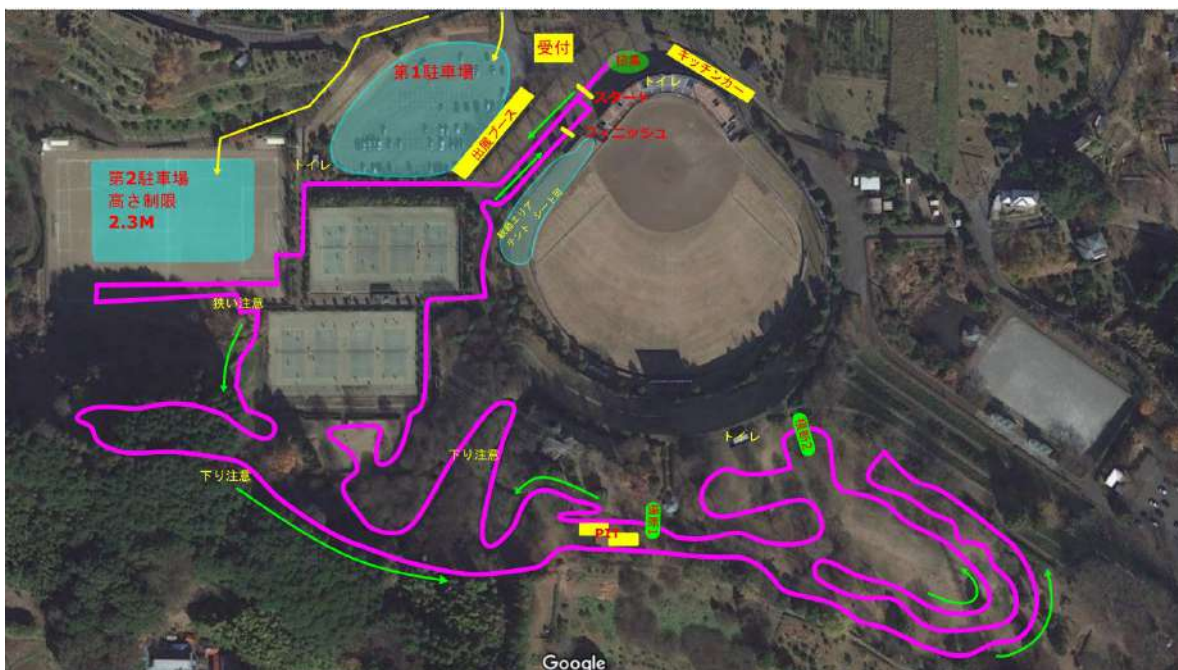 受付
第1駐車場
キッチンカー
トイレ
スタート
フィニッシュ
出展ブース
トイレ
第2駐車場
高さ制限
2.3M
観戦エリア
テント、シート可
狭い注意
トイレ
下り注意
下り注意
PIT
Google